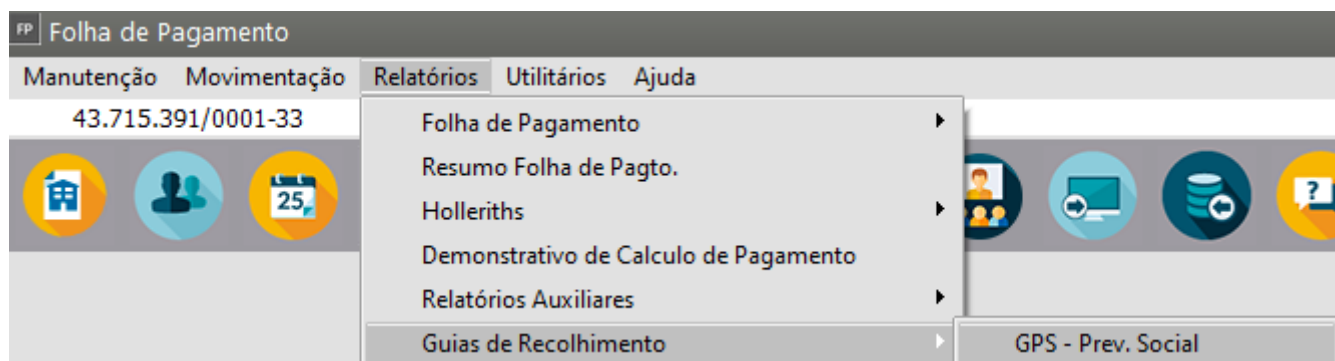 FP Folha de Pagamento
Manutenção Movimentação Relatórios Utilitários Ajuda
43.715.391/0001-33
Folha de Pagamento
Resumo Folha de Pagto.
25
?
Holleriths
Demonstrativo de Calculo de Pagamento
Relatórios Auxiliares
Guias de Recolhimento
GPS - Prev. Social